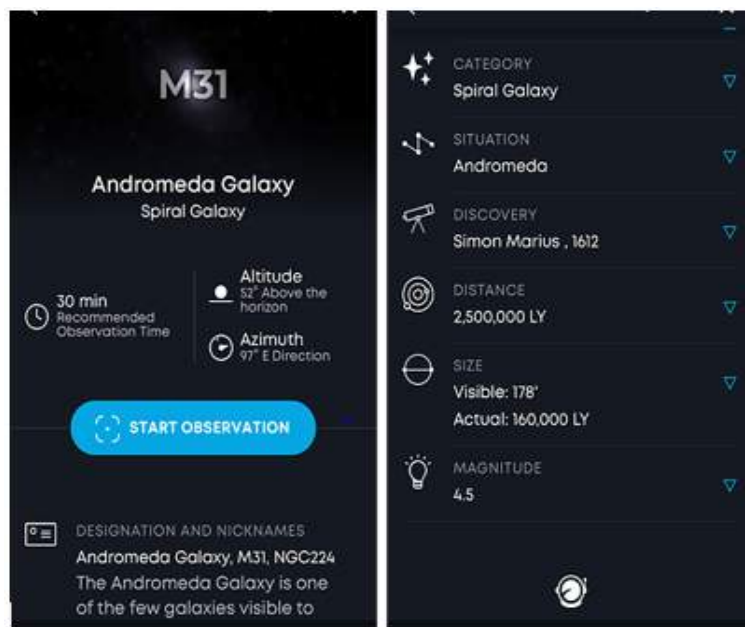 M31
Andromeda Galaxy
Spiral Galaxy
30 min
Recommended
Observation Time
Altitude
52° Above the
horizon
Azimuth
97° E Direction
START OBSERVATION
DESIGNATION AND NICKNAMES
Andromeda Galaxy, M31, NGC224
The Andromeda Galaxy is one
of the few galaxies visible to
CATEGORY
Spiral Galaxy
SITUATION
Andromeda
DISCOVERY
Simon Marius , 1612
DISTANCE
2,500,000 LY
SIZE
Visible: 178'
Actual: 160,000 LY
MAGNITUDE
4.5